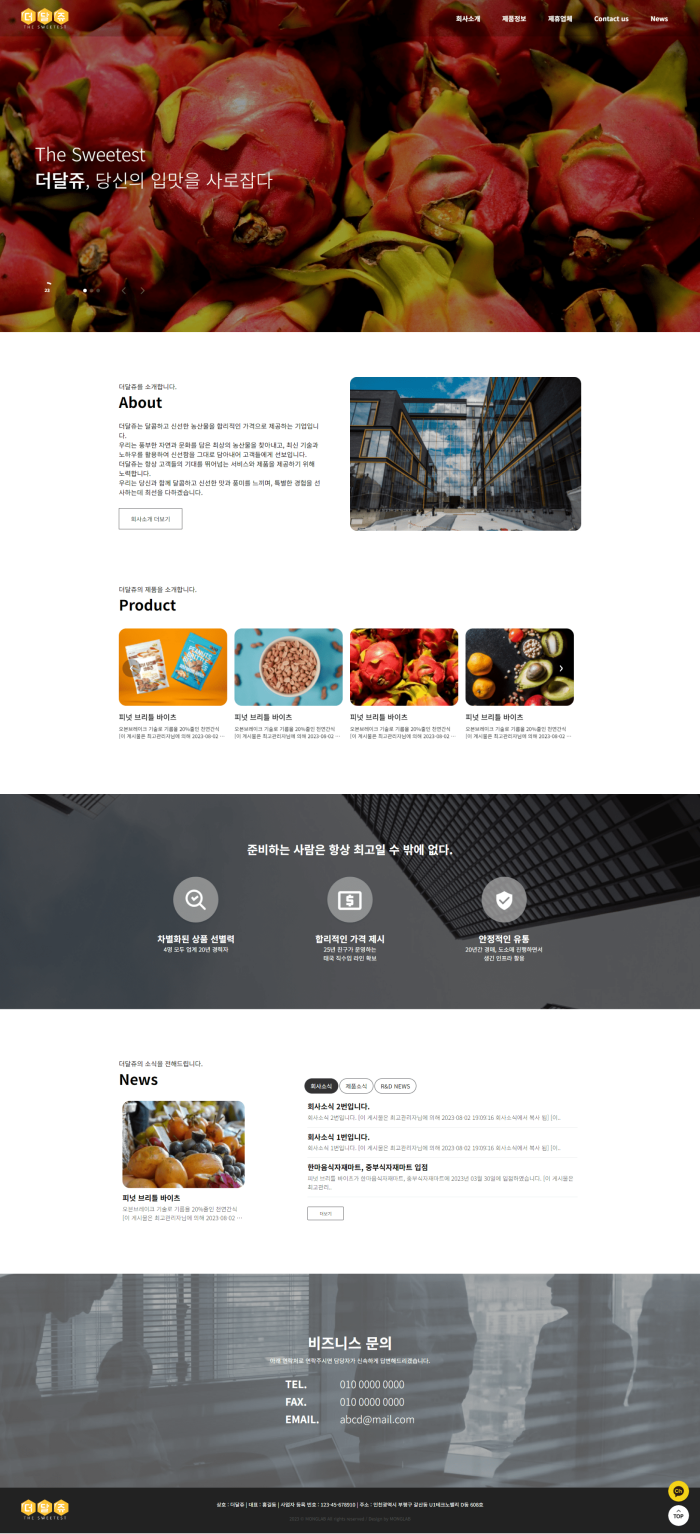 더달쥬
THE SWEETEST
회사소개 제품정보 제휴업체 Contact us News
The Sweetest
더달쥬, 당신의 입맛을 사로잡다
더달쥬를 소개합니다.
About
더달쥬는 달콤하고 신선한 농산물을 합리적인 가격으로 제공하는 기업입니
다.
우리는 풍부한 자연과 문화를 담은 최상의 농산물을 찾아내고, 최신 기술과
노하우를 활용하여 신선함을 그대로 담아내어 고객들에게 선보입니다.
더달쥬는 항상 고객들의 기대를 뛰어넘는 서비스와 제품을 제공하기 위해
노력합니다.
우리는 당신과 함께 달콤하고 신선한 맛과 풍미를 느끼며, 특별한 경험을 선
사하는데 최선을 다하겠습니다.
회사소개 더보기
더달쥬의 제품을 소개합니다.
Product
피넛 브리틀 바이츠
오븐브레이크 기술로 기름을 20%줄인 천연간식
[이 게시물은 최고관리자님에 의해 2023-08-02 …
피넛 브리틀 바이츠
오븐브레이크 기술로 기름을 20%줄인 천연간식
[이 게시물은 최고관리자님에 의해 2023-08-02 …
피넛 브리틀 바이츠
오븐브레이크 기술로 기름을 20%줄인 천연간식
[이 게시물은 최고관리자님에 의해 2023-08-02 …
피넛 브리틀 바이츠
오븐브레이크 기술로 기름을 20%줄인 천연간식
[이 게시물은 최고관리자님에 의해 2023-08-02 …
준비하는 사람은 항상 최고일 수 밖에 없다.
차별화된 상품 선별력
4명 모두 업계 20년 경력자
합리적인 가격 제시
25년 친구가 운영하는
태국 직수입 라인 확보
안정적인 유통
20년간 경매, 도소매 진행하면서
생긴 인프라 활용
더달쥬의 소식을 전해드립니다.
News
피넛 브리틀 바이츠
오븐브레이크 기술로 기름을 20%줄인 천연간식
[이 게시물은 최고관리자님에 의해 2023-08-02 …
회사소식 제품소식 R&D NEWS
회사소식 2번입니다.
회사소식 2번입니다. [이 게시물은 최고관리자님에 의해 2023-08-02 19:09:16 회사소식에서 복사 됨] [이..
회사소식 1번입니다.
회사소식 1번입니다. [이 게시물은 최고관리자님에 의해 2023-08-02 19:09:16 회사소식에서 복사 됨] [이..
한마음식자재마트, 중부식자재마트 입점
피넛 브리틀 바이츠가 한마음식자재마트, 중부식자재마트에 2023년 03월 30일에 입점하였습니다. [이 게시물은
최고관리..
더보기
비즈니스 문의
아래 연락처로 연락주시면 담당자가 신속하게 답변해드리겠습니다.
TEL. 010 0000 0000
FAX. 010 0000 0000
EMAIL. abcd@mail.com
더달쥬
THE SWEETEST
상호 : 더달쥬 | 대표 : 홍길동 | 사업자 등록 번호 : 123-45-678910 | 주소 : 인천광역시 부평구 갈산동 U1테크노밸리 D동 608호
Ch
TOP